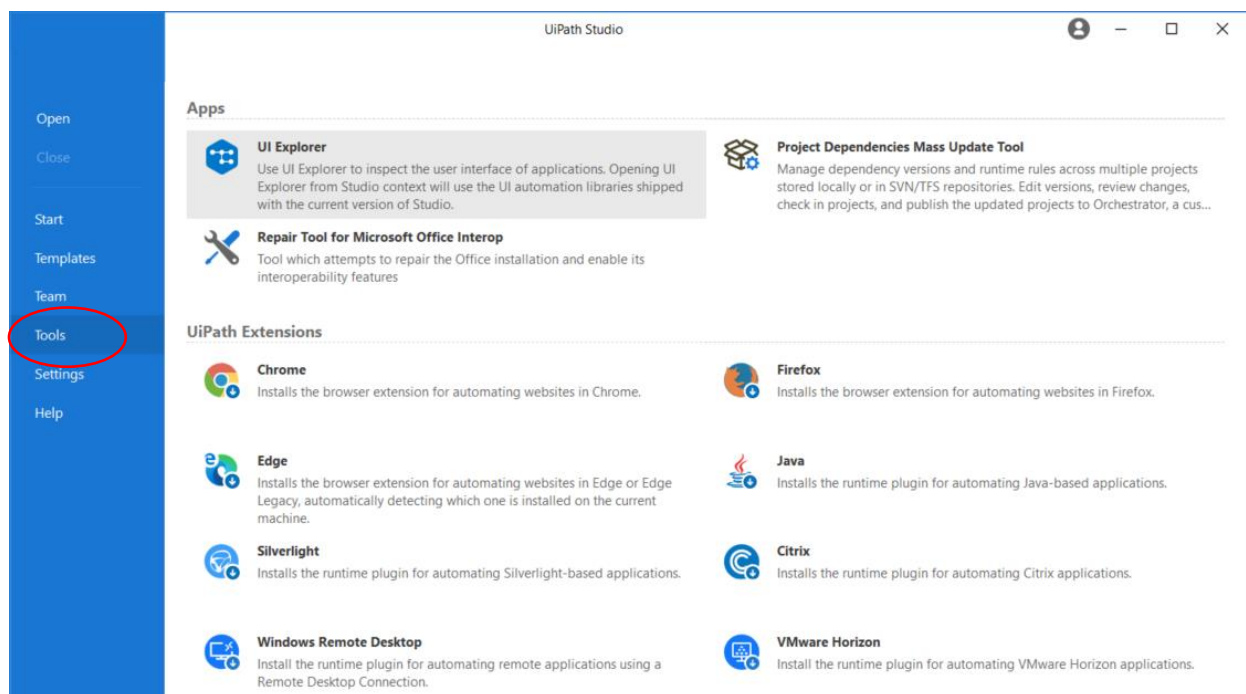 UiPath Studio
Open
Close
Start
Templates
Team
Tools
Settings
Help
Apps
UI Explorer
Use UI Explorer to inspect the user interface of applications. Opening UI
Explorer from Studio context will use the UI automation libraries shipped
with the current version of Studio.
Project Dependencies Mass Update Tool
Manage dependency versions and runtime rules across multiple projects
stored locally or in SVN/TFS repositories. Edit versions, review changes,
check in projects, and publish the updated projects to Orchestrator, a cus...
Repair Tool for Microsoft Office Interop
Tool which attempts to repair the Office installation and enable its
interoperability features
UiPath Extensions
Chrome
Installs the browser extension for automating websites in Chrome.
Firefox
Installs the browser extension for automating websites in Firefox.
Edge
Installs the browser extension for automating websites in Edge or Edge
Legacy, automatically detecting which one is installed on the current
machine.
Java
Installs the runtime plugin for automating Java-based applications.
Silverlight
Installs the runtime plugin for automating Silverlight-based applications.
Citrix
Installs the runtime plugin for automating Citrix applications.
Windows Remote Desktop
Install the runtime plugin for automating remote applications using a
Remote Desktop Connection.
VMware Horizon
Install the runtime plugin for automating VMware Horizon applications.